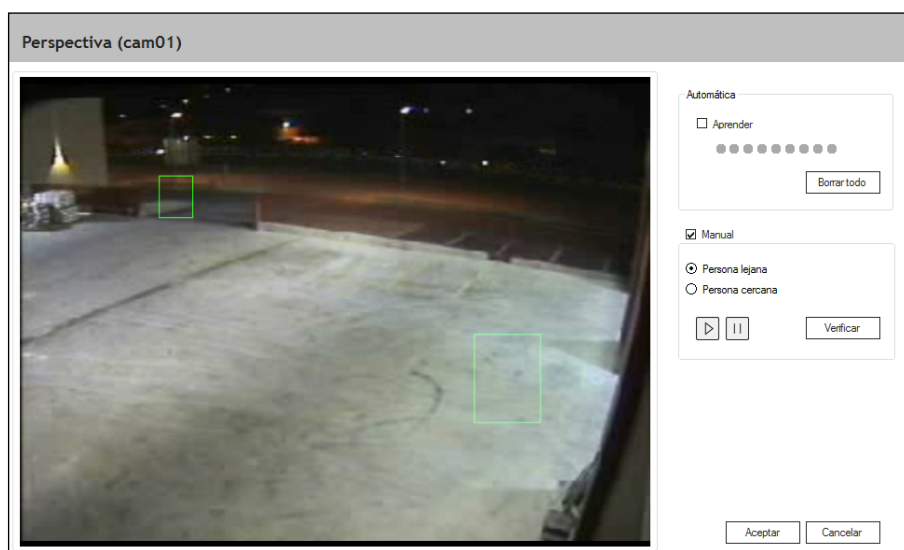 Perspectiva (cam01)
Automática
Aprender
Borrar todo
Manual
Persona lejana
Persona cercana
Verificar
Aceptar
Cancelar